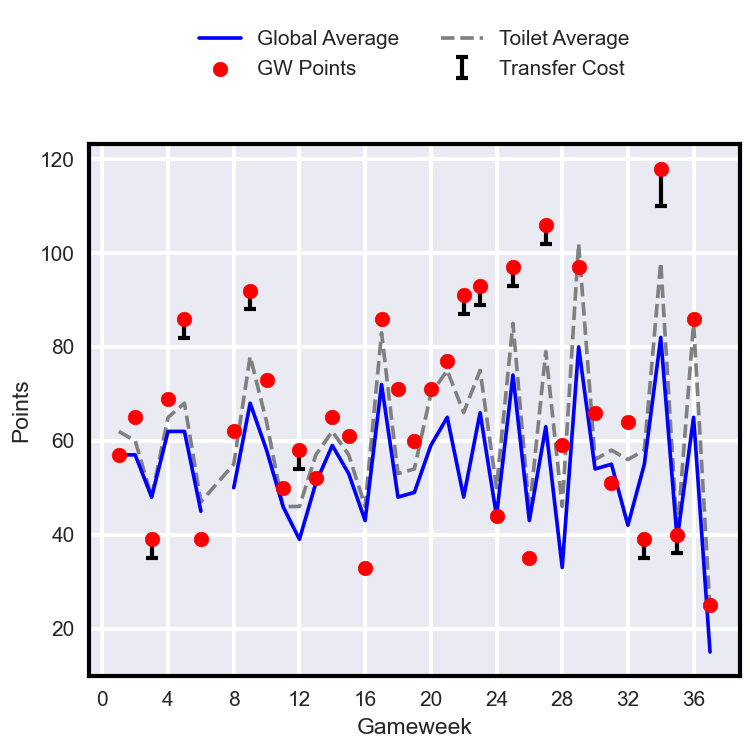 Global Average
Toilet Average
GW Points
Transfer Cost
120
100
80
60
40
20
Points
0 4 8 12 16 20 24 28 32 36
Gameweek